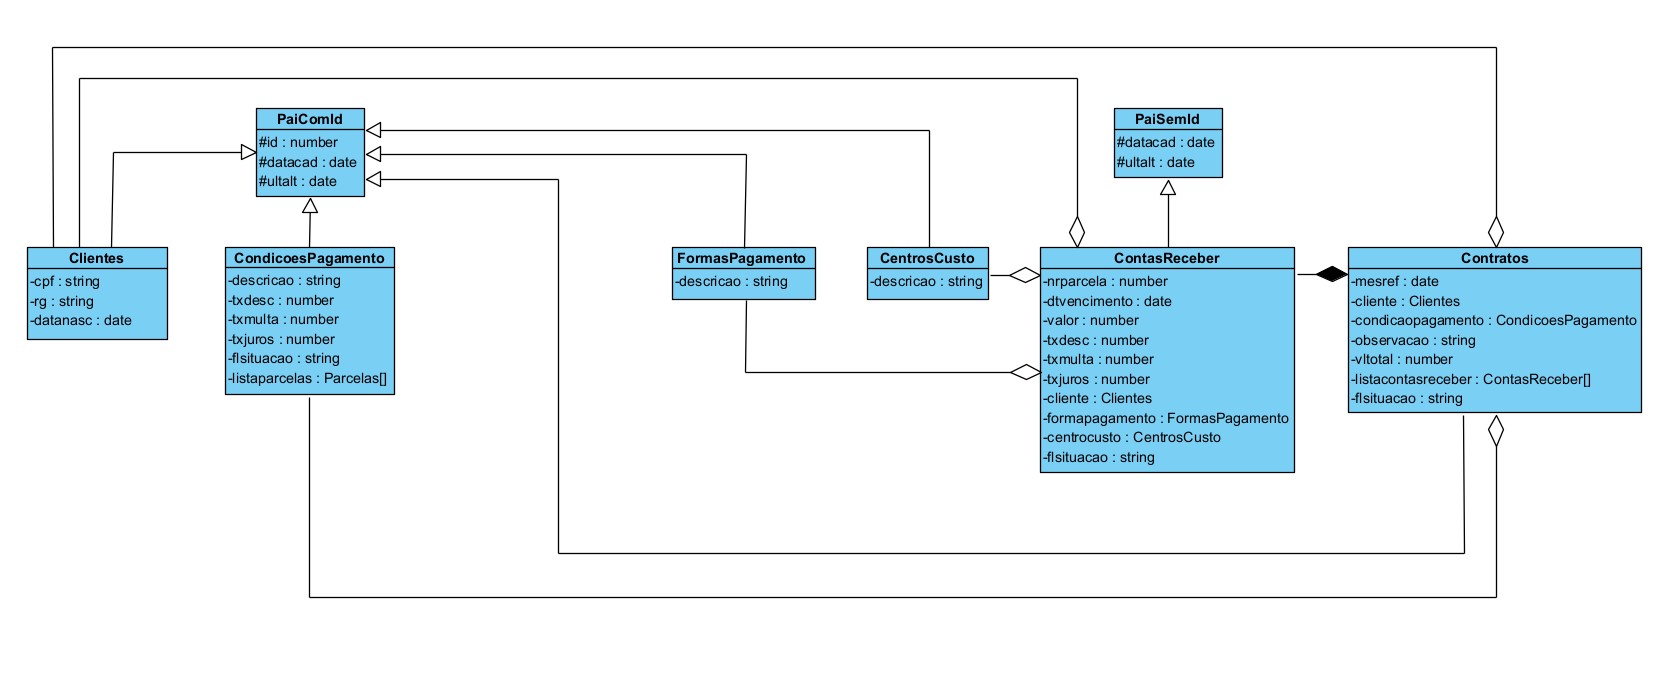 PaiComId
#id : number
#datacad : date
#ultalt : date
PaiSemId
#datacad : date
#ultalt : date
Clientes
-cpf : string
-rg : string
-datanasc : date
CondicoesPagamento
-descricao : string
-txdesc : number
-txmulta : number
-txjuros : number
-flsituacao : string
-listaparcelas : Parcelas[]
FormasPagamento
-descricao : string
CentrosCusto
-descricao : string
ContasReceber
-nrparcela : number
-dtvencimento : date
-valor : number
-txdesc : number
-txmulta : number
-txjuros : number
-cliente : Clientes
-formapagamento : FormasPagamento
-centrocusto : CentrosCusto
-flsituacao : string
Contratos
-mesref : date
-cliente : Clientes
-condicaopagamento : CondicoesPagamento
-observacao : string
-vltotal : number
-listacontasreceber : ContasReceber[]
-flsituacao : string